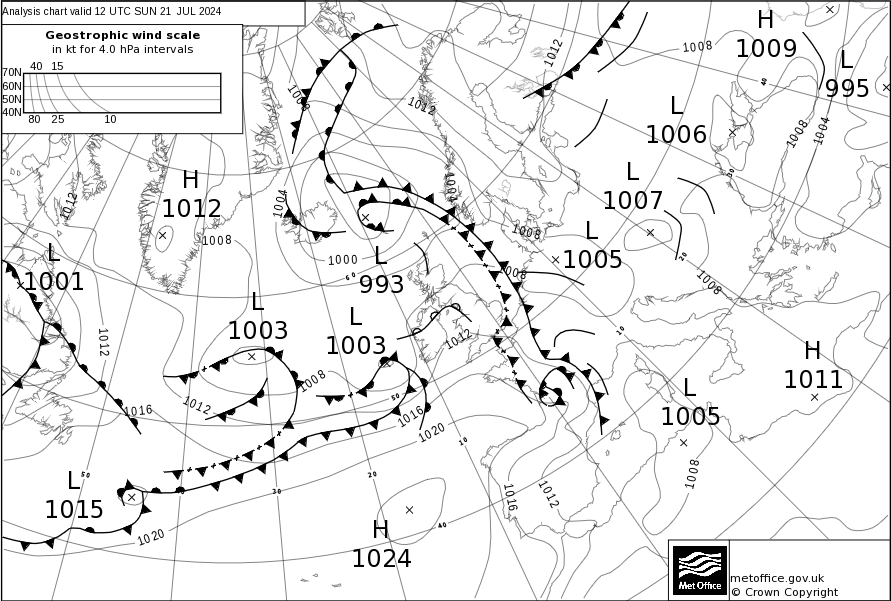 Analysis chart valid 12 UTC SUN 21 JUL 2024
Geostrophic wind scale
in kt for 4.0 hPa intervals
40 15
70N
60N
50N
40N
80 25 10
H
1009
L
995
L
1006
L
1007
L
1005
H
1012
L
1001
L
993
L
1003
L
1003
H
1011
L
1005
L
1015
H
1024
1012
1008
1008
1012
1008
1004
1012
1004
1004
1008
1008
1000
1008
1008
1012
1012
1008
1012
1016
1016
1020
1008
1016
1012
1020
60
50
50
40
40
30
30
20
20
10
10
Met Office
metoffice.gov.uk
© Crown Copyright